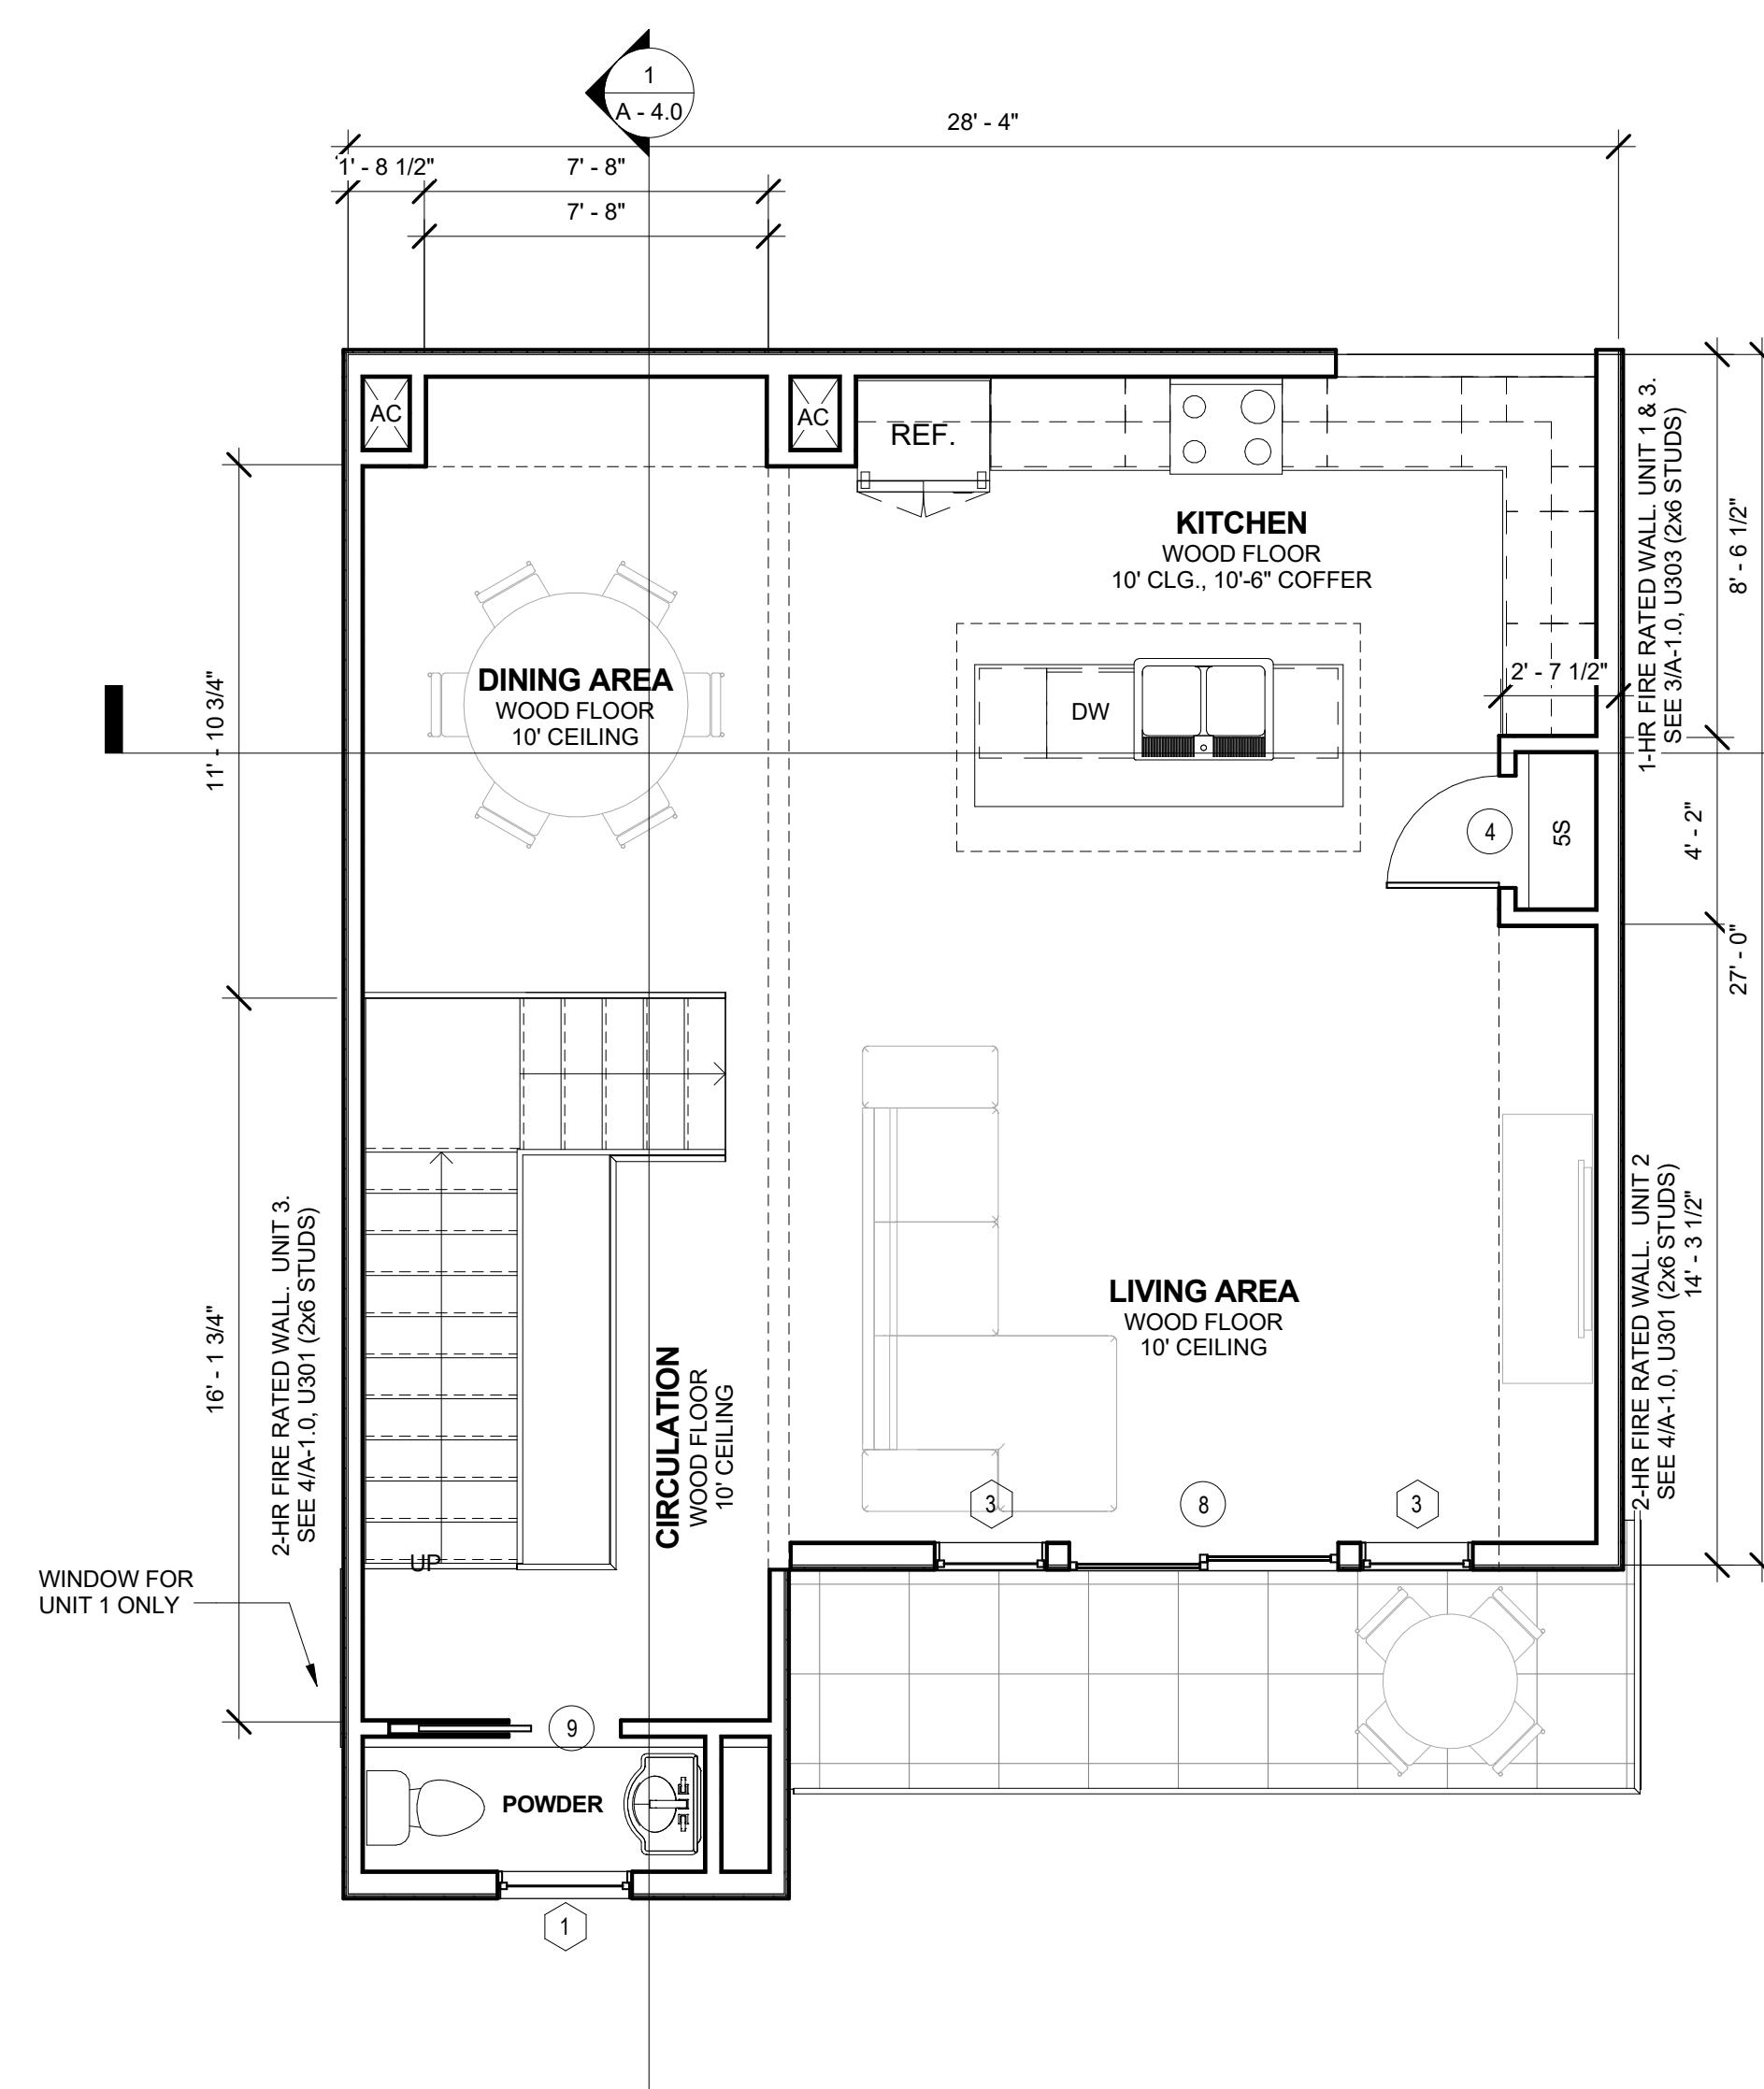 1
A - 4.0
28' - 4"
1' - 8 1/2"
7' - 8"
7' - 8"
AC
AC
REF.
KITCHEN
WOOD FLOOR
10' CLG., 10'-6" COFFER
1-HR FIRE RATED WALL. UNIT 1 & 3.
SEE 3/A-1.0, U303 (2x6 STUDS)
8' - 6 1/2"
DINING AREA
WOOD FLOOR
10' CEILING
11' - 10 3/4"
DW
2' - 7 1/2"
4
5S
4' - 2"
27' - 0"
LIVING AREA
WOOD FLOOR
10' CEILING
2-HR FIRE RATED WALL. UNIT 2
SEE 4/A-1.0, U301 (2x6 STUDS)
14' - 3 1/2"
16' - 1 3/4"
2-HR FIRE RATED WALL. UNIT 3.
SEE 4/A-1.0, U301 (2x6 STUDS)
CIRCULATION
WOOD FLOOR
10' CEILING
3
8
3
UP
WINDOW FOR
UNIT 1 ONLY
9
POWDER
1